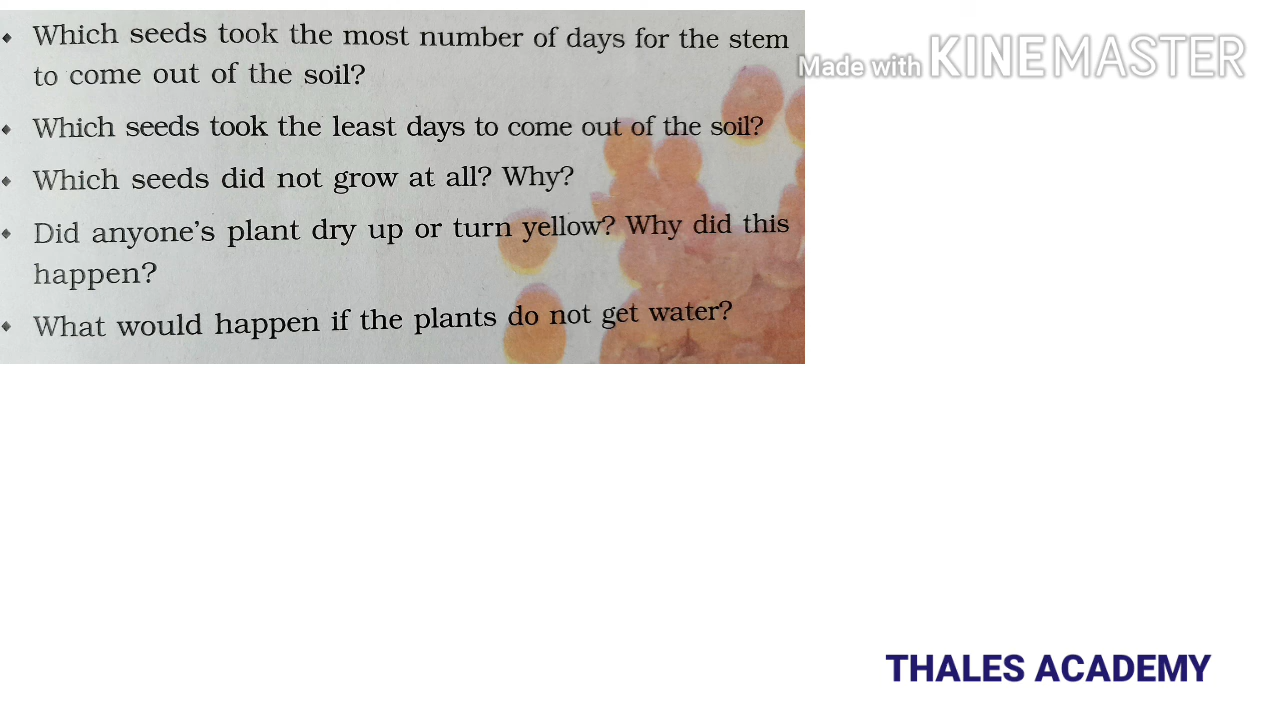 Which seeds took the most number of days for the stem
to come out of the soil?
Made with KINEMASTER
Which seeds took the least days to come out of the soil?
Which seeds did not grow at all? Why?
Did anyone's plant dry up or turn yellow? Why did this
happen?
What would happen if the plants do not get water?
THALES ACADEMY